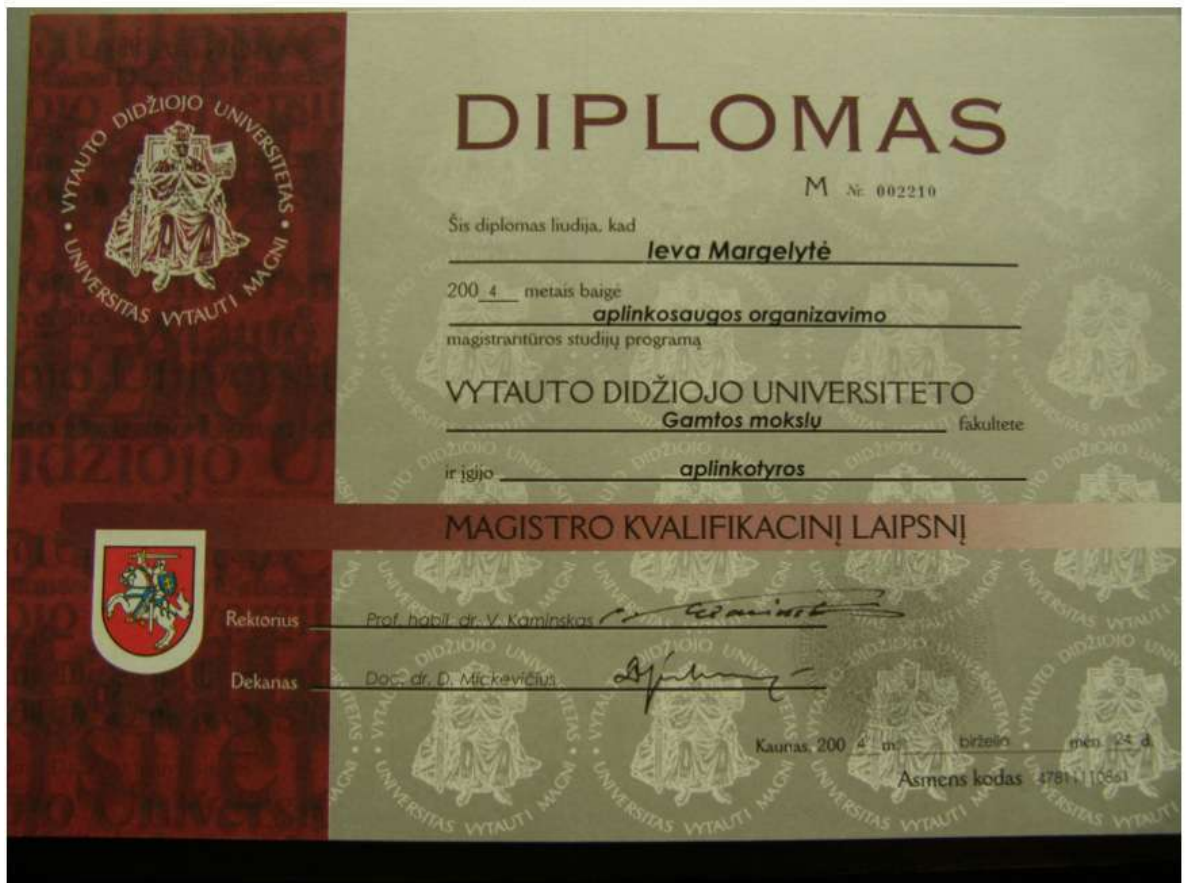 VYTAUTO DIDŽIOJO UNIVERSITETAS • UNIVERSITAS VYTAUTI MAGNI •
DIPLOMAS
M Nr. 002210
Šis diplomas liudija, kad
Ieva Margelytė
200 4 metais baigė
aplinkosaugos organizavimo
magistrantūros studijų programą
VYTAUTO DIDŽIOJO UNIVERSITETO
Gamtos mokslų fakultete
ir įgijo aplinkotyros
MAGISTRO KVALIFIKACINĮ LAIPSNĮ
Rektorius Prof. habil. dr. V. Kaminskas
Dekanas Doc. dr. D. Mickevičius
Kaunas, 200 4 m. birželio mėn. 24 d.
Asmens kodas